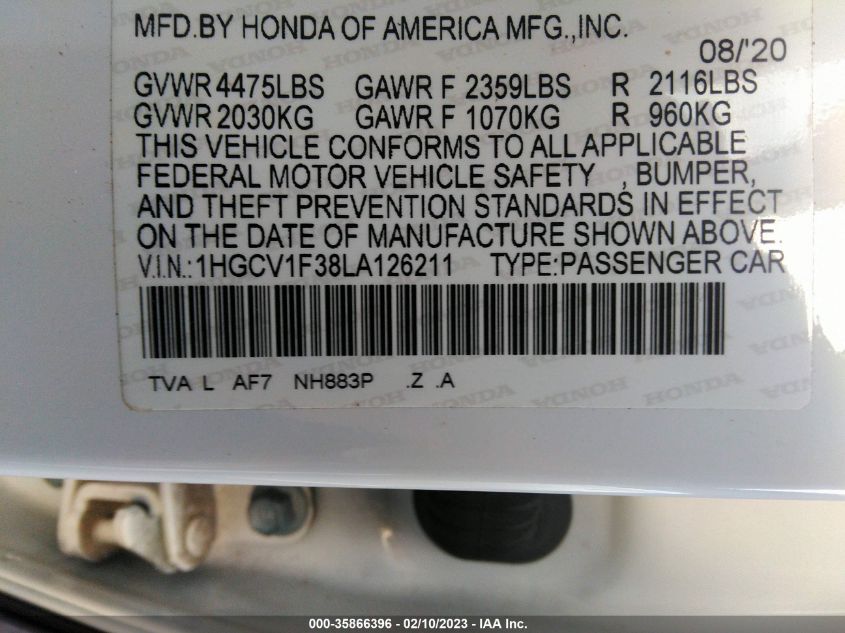 MFD.BY HONDA OF AMERICA MFG.,INC.
08/'20
GVWR 4475LBS GAWR F 2359LBS R 2116LBS
GVWR 2030KG GAWR F 1070KG R 960KG
THIS VEHICLE CONFORMS TO ALL APPLICABLE
FEDERAL MOTOR VEHICLE SAFETY , BUMPER,
AND THEFT PREVENTION STANDARDS IN EFFECT
ON THE DATE OF MANUFACTURE SHOWN ABOVE.
V.I.N.:1HGCV1F38LA126211 TYPE:PASSENGER CAR
TVA L AF7 NH883P .Z .A
000-35866396 - 02/10/2023 - IAA Inc.